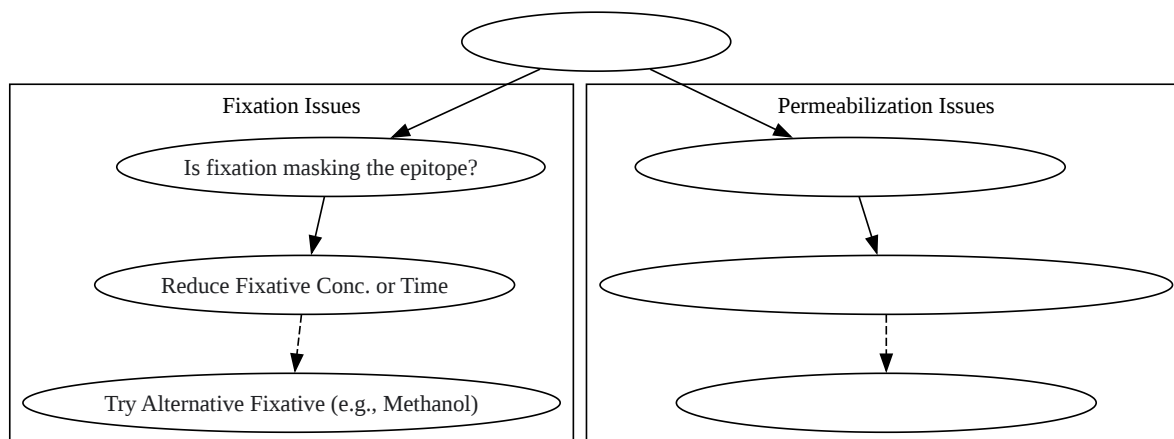 Fixation Issues
Permeabilization Issues
Is fixation masking the epitope?
Reduce Fixative Conc. or Time
Try Alternative Fixative (e.g., Methanol)